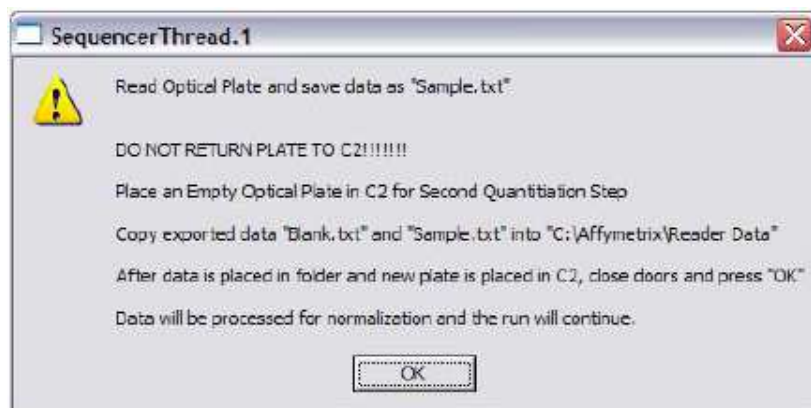 SequencerThread.1
Read Optical Plate and save data as "Sample.txt"
DO NOT RETURN PLATE TO C2!!!!!!!
Place an Empty Optical Plate in C2 for Second Quantitiation Step
Copy exported data "Blank.txt" and "Sample.txt" into "C:\Affymetrix\Reader Data"
After data is placed in folder and new plate is placed in C2, close doors and press "OK"
Data will be processed for normalization and the run will continue.
OK